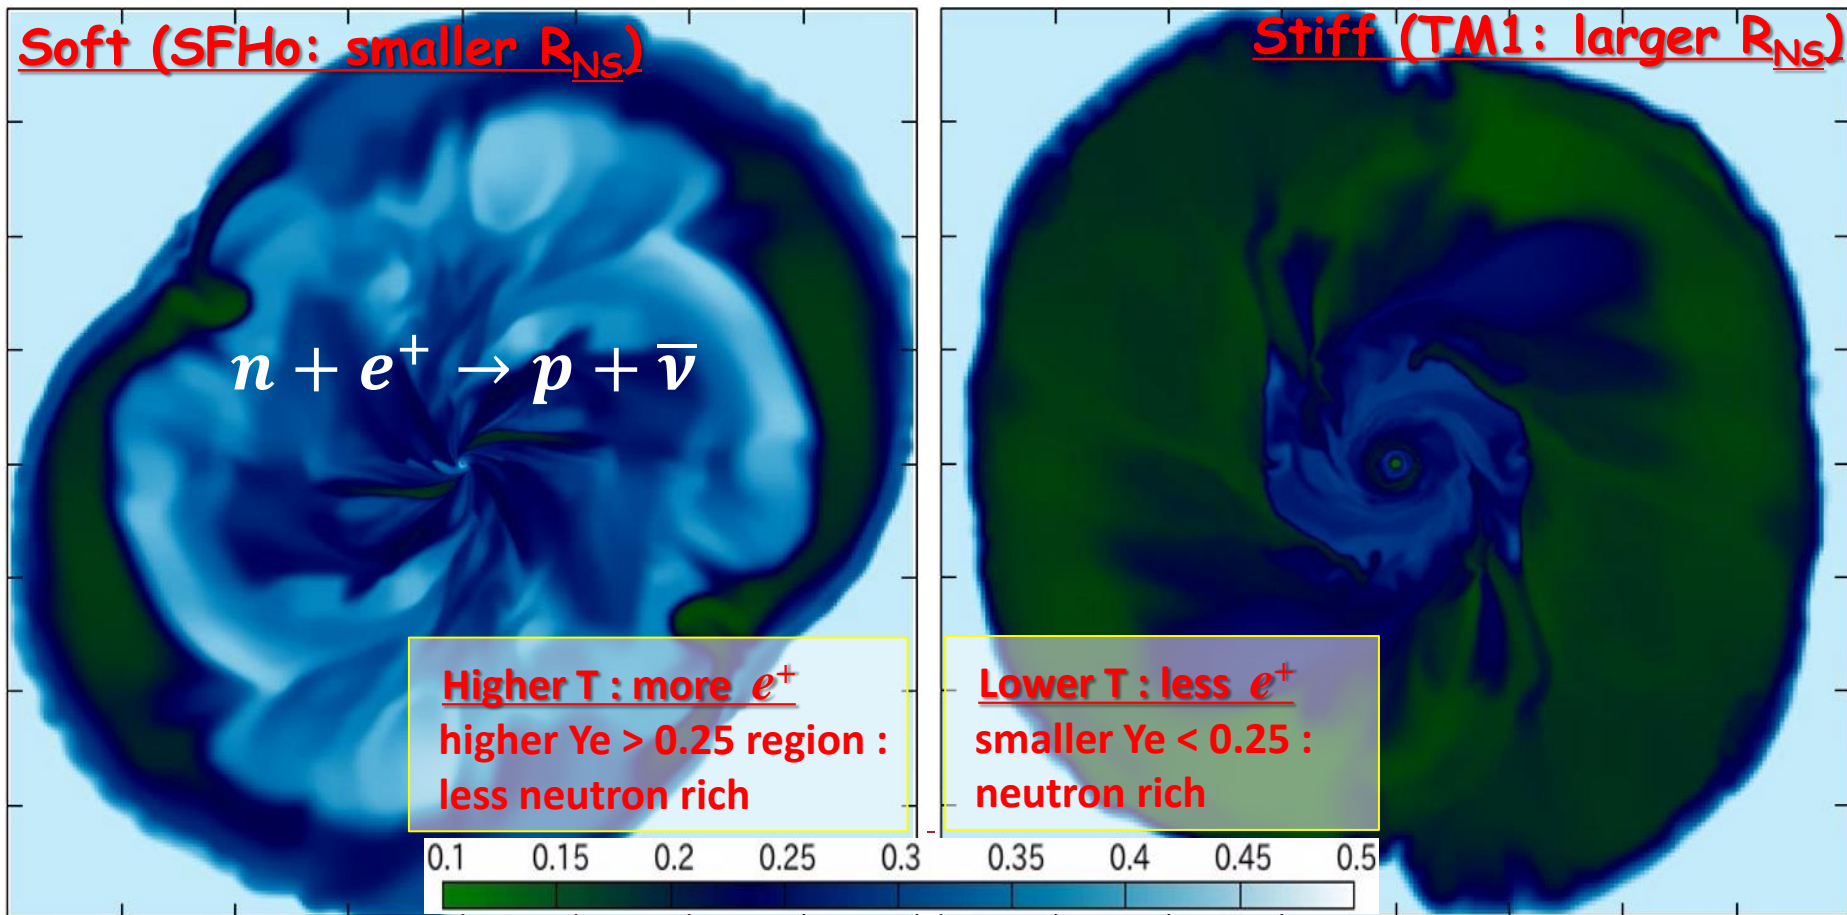 Soft (SFHo: smaller R_NS)
Stiff (TM1: larger R_NS)
n + e⁺ → p + ν̄
Higher T : more e⁺
higher Ye > 0.25 region :
less neutron rich
Lower T : less e⁺
smaller Ye < 0.25 :
neutron rich
0.1 0.15 0.2 0.25 0.3 0.35 0.4 0.45 0.5